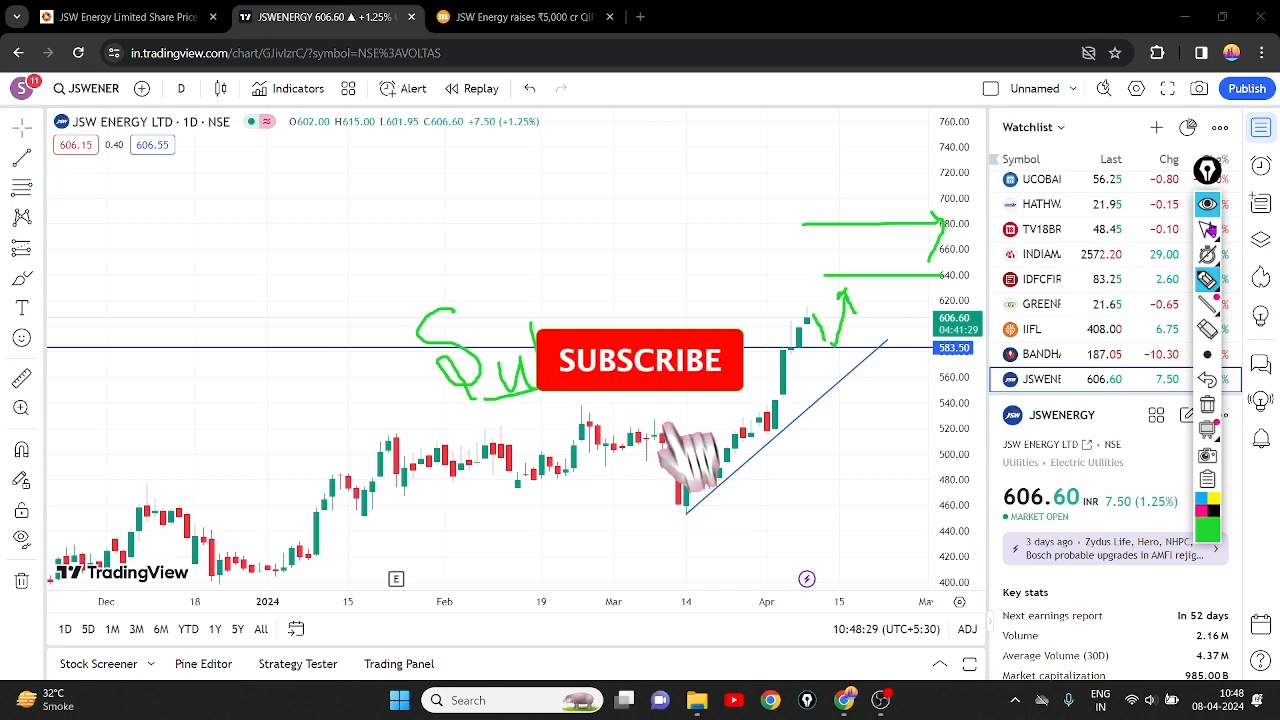 JSW Energy Limited Share Price
JSWENERGY 606.60 ▲ +1.25%
JSW Energy raises ₹5,000 cr QIP
in.tradingview.com/chart/GJivIzrC/?symbol=NSE%3AVOLTAS
S 11 JSWENER D Indicators Alert Replay Unnamed Publish
JSW ENERGY LTD · 1D · NSE O602.00 H615.00 L601.95 C606.60 +7.50 (+1.25%)
606.15 0.40 606.55
760.00
740.00
720.00
700.00
680.00
660.00
640.00
620.00
606.60
04:41:29
583.50
560.00
540.00
520.00
500.00
480.00
460.00
440.00
420.00
400.00
Su
SUBSCRIBE
TradingView
E
Dec 18 2024 15 Feb 19 Mar 14 Apr 15
1D 5D 1M 3M 6M YTD 1Y 5Y All 10:48:29 (UTC+5:30) ADJ
Stock Screener Pine Editor Strategy Tester Trading Panel
Watchlist
Symbol Last Chg Chg%
UCOBAI 56.25 −0.80 %
HATHW 21.95 −0.15 %
TV18BR 48.45 −0.10 %
INDIAM 2572.20 29.00 %
IDFCFIR 83.25 2.60 %
GREENP 21.65 −0.65 %
IIFL 408.00 6.75 %
BANDHA 187.05 −10.30 %
JSWENE 606.60 7.50 %
JSW JSWENERGY
JSW ENERGY LTD · NSE
Utilities • Electric Utilities
606.60 INR 7.50 (1.25%)
MARKET OPEN
3 days ago · Zydus Life, Hero, NHPC,
Bosch probable upgrades in AMFI rejig…
Key stats
Next earnings report In 52 days
Volume 2.16 M
Average Volume (30D) 4.37 M
Market capitalization 985.00 B
32°C
Smoke
Search
ENG
IN
10:48
08-04-2024